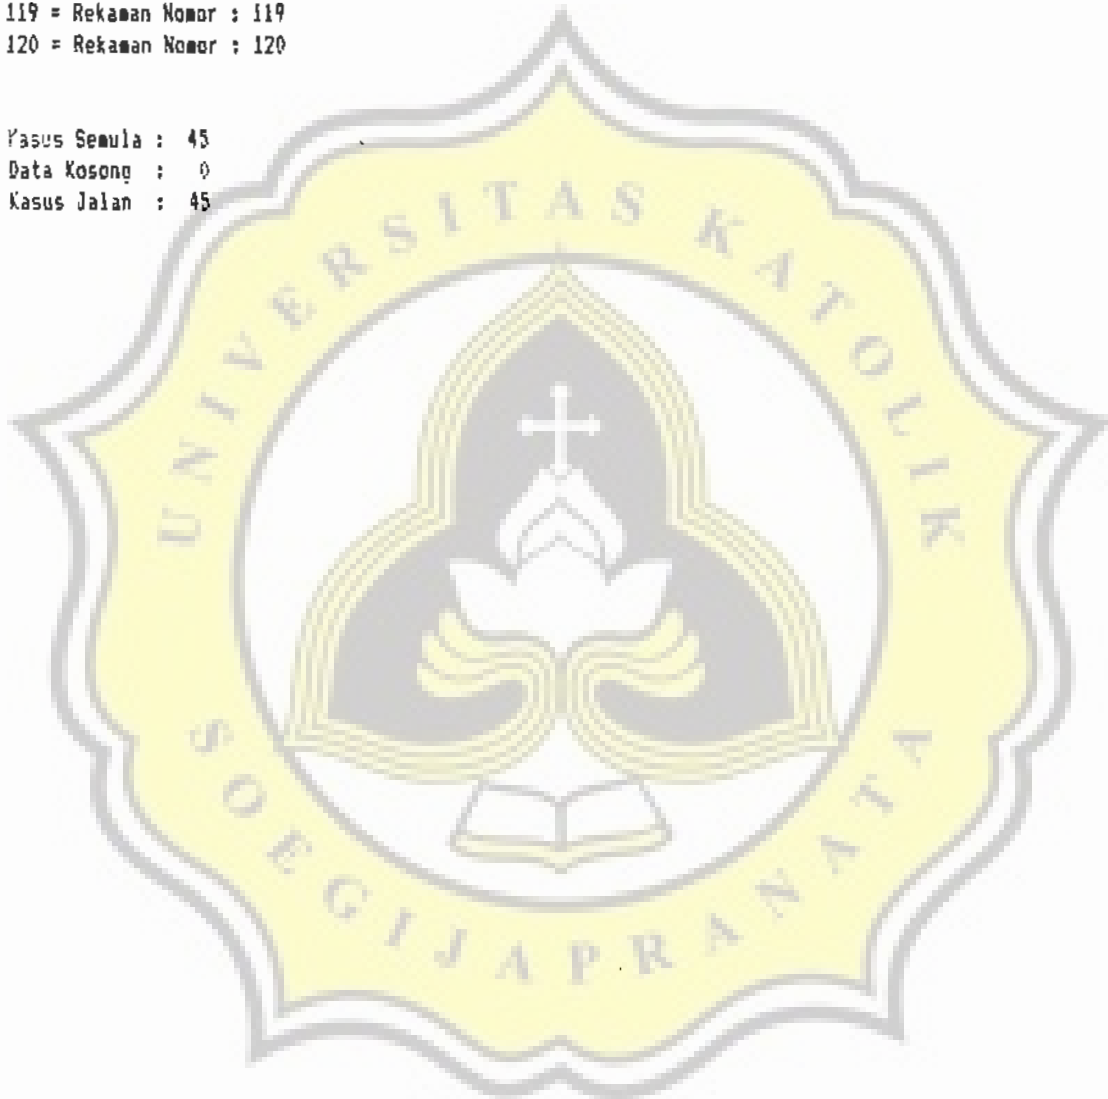 119 = Rekaman Nomor : 119
120 = Rekaman Nomor : 120
Kasus Semula : 45
Data Kosong : 0
Kasus Jalan : 45
UNIVERSITAS KATOLIK
SOEGIJAPRANATA